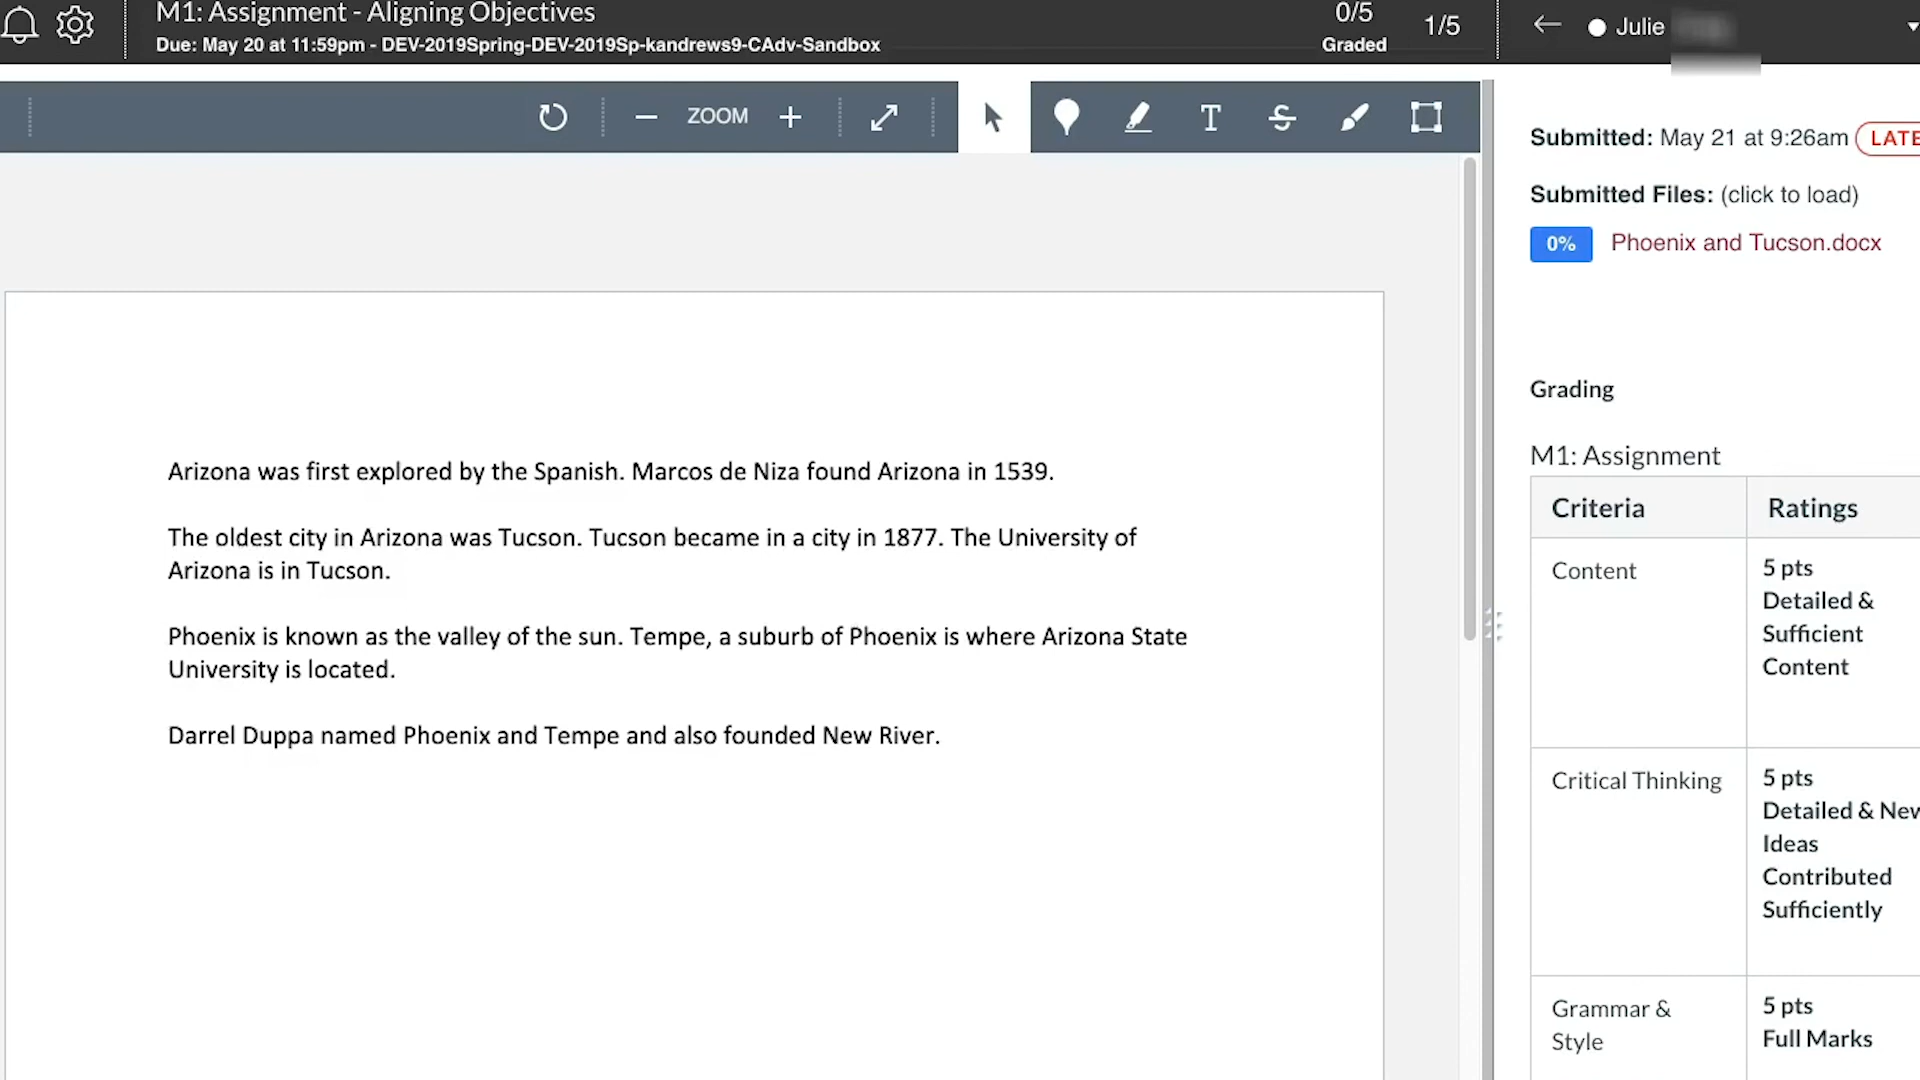 M1: Assignment - Aligning Objectives
Due: May 20 at 11:59pm - DEV-2019Spring-DEV-2019Sp-kandrews9-CAdv-Sandbox
0/5
Graded
1/5
Julie
ZOOM
T
S
Submitted: May 21 at 9:26am LATE
Submitted Files: (click to load)
0% Phoenix and Tucson.docx
Arizona was first explored by the Spanish. Marcos de Niza found Arizona in 1539.
The oldest city in Arizona was Tucson. Tucson became in a city in 1877. The University of
Arizona is in Tucson.
Phoenix is known as the valley of the sun. Tempe, a suburb of Phoenix is where Arizona State
University is located.
Darrel Duppa named Phoenix and Tempe and also founded New River.
Grading
M1: Assignment
Criteria
Ratings
Content
5 pts
Detailed &
Sufficient
Content
Critical Thinking
5 pts
Detailed & New
Ideas
Contributed
Sufficiently
Grammar &
Style
5 pts
Full Marks